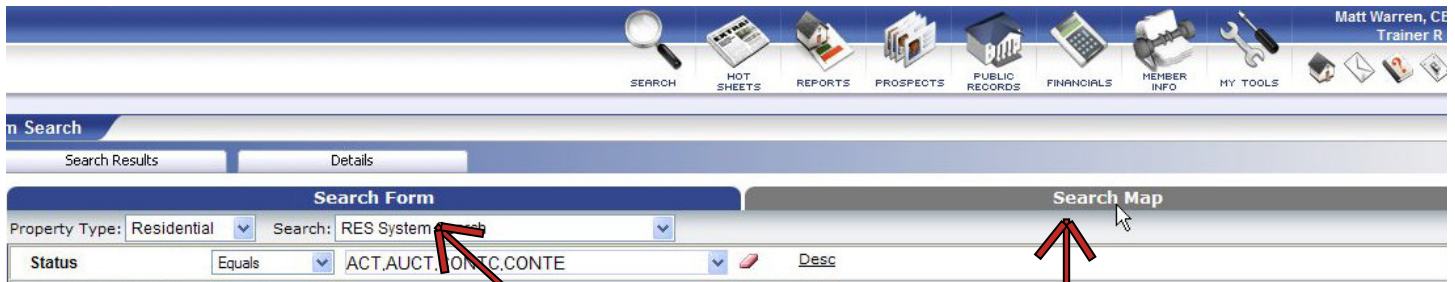 Matt Warren, CE
Trainer R
SEARCH HOT SHEETS REPORTS PROSPECTS PUBLIC RECORDS FINANCIALS MEMBER INFO MY TOOLS
m Search
Search Results Details
Search Form Search Map
Property Type: Residential Search: RES System
Status Equals ACT,AUCT,CONTC,CONTE Desc